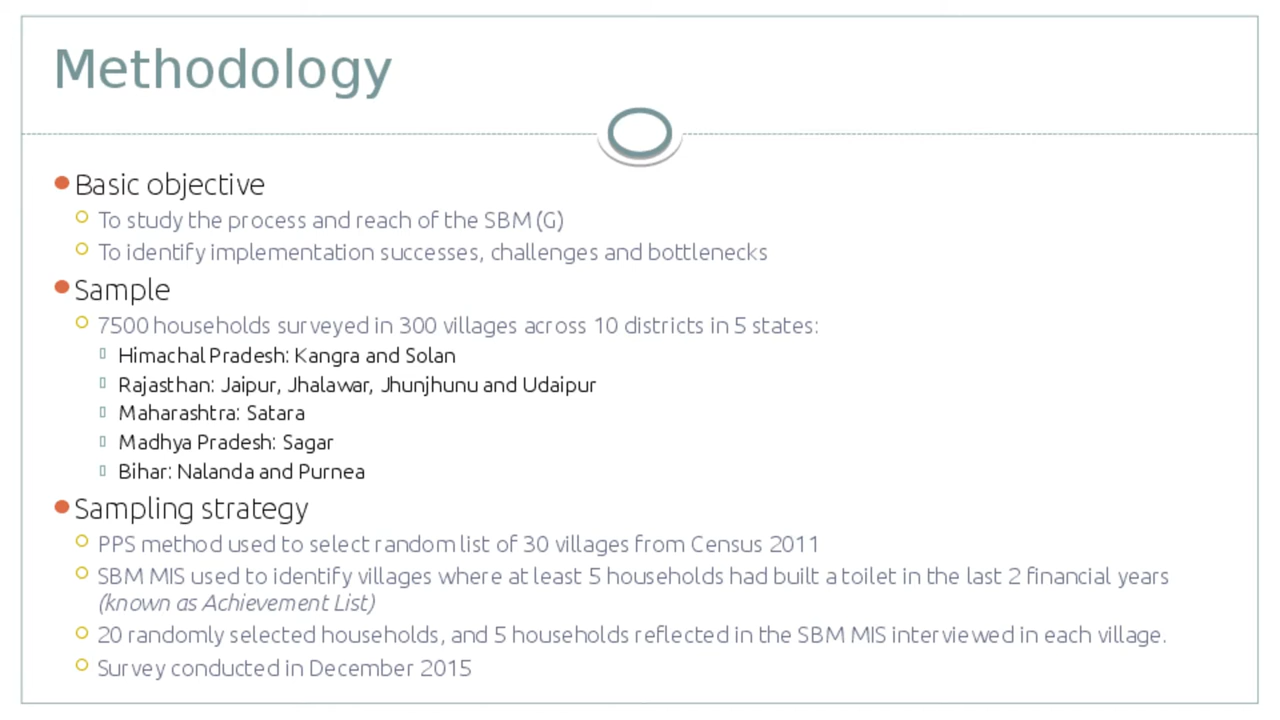 Methodology
Basic objective
To study the process and reach of the SBM (G)
To identify implementation successes, challenges and bottlenecks
Sample
7500 households surveyed in 300 villages across 10 districts in 5 states:
Himachal Pradesh: Kangra and Solan
Rajasthan: Jaipur, Jhalawar, Jhunjhunu and Udaipur
Maharashtra: Satara
Madhya Pradesh: Sagar
Bihar: Nalanda and Purnea
Sampling strategy
PPS method used to select random list of 30 villages from Census 2011
SBM MIS used to identify villages where at least 5 households had built a toilet in the last 2 financial years
(known as Achievement List)
20 randomly selected households, and 5 households reflected in the SBM MIS interviewed in each village.
Survey conducted in December 2015